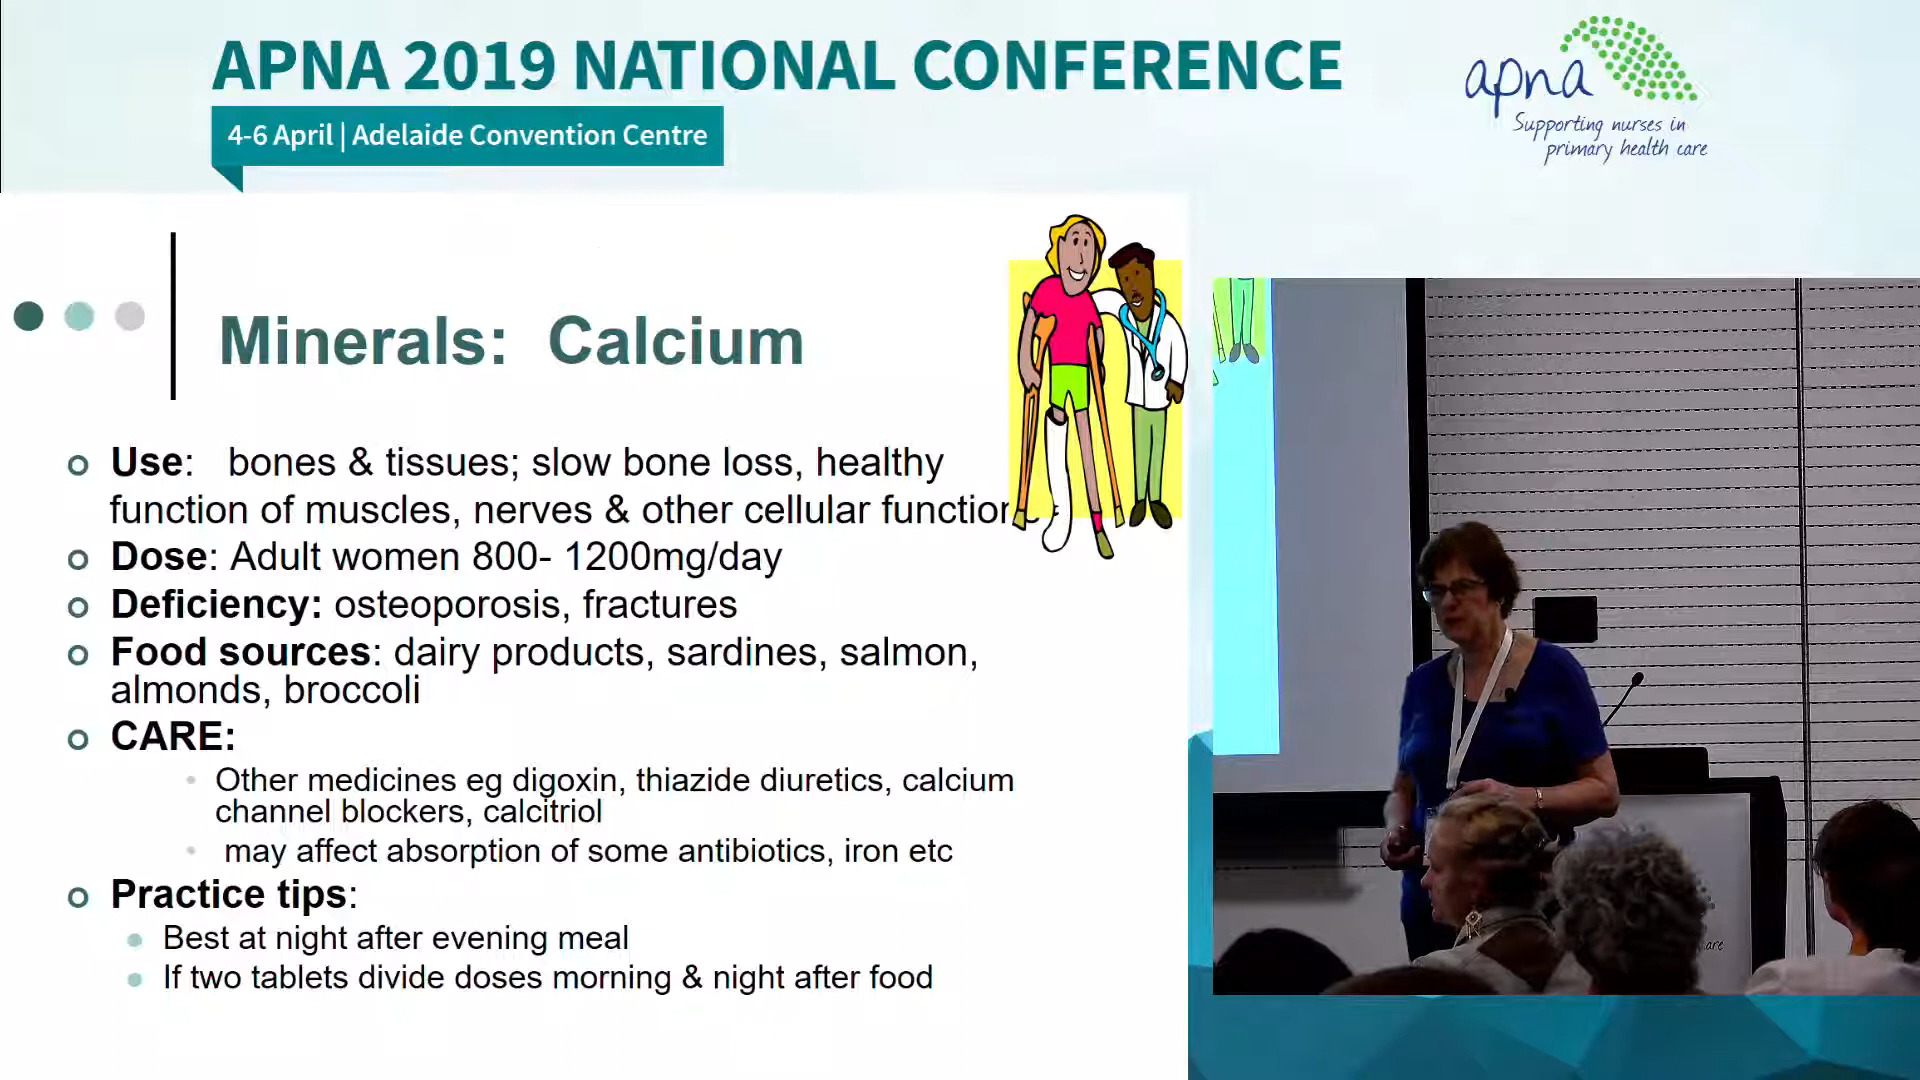 APNA 2019 NATIONAL CONFERENCE
4-6 April | Adelaide Convention Centre
apna
Supporting nurses in
primary health care
Minerals: Calcium
Use: bones & tissues; slow bone loss, healthy
function of muscles, nerves & other cellular
Dose: Adult women 800- 1200mg/day
Deficiency: osteoporosis, fractures
Food sources: dairy products, sardines, salmon,
almonds, broccoli
CARE:
Other medicines eg digoxin, thiazide diuretics, calcium
channel blockers, calcitriol
may affect absorption of some antibiotics, iron etc
Practice tips:
Best at night after evening meal
If two tablets divide doses morning & night after food
are